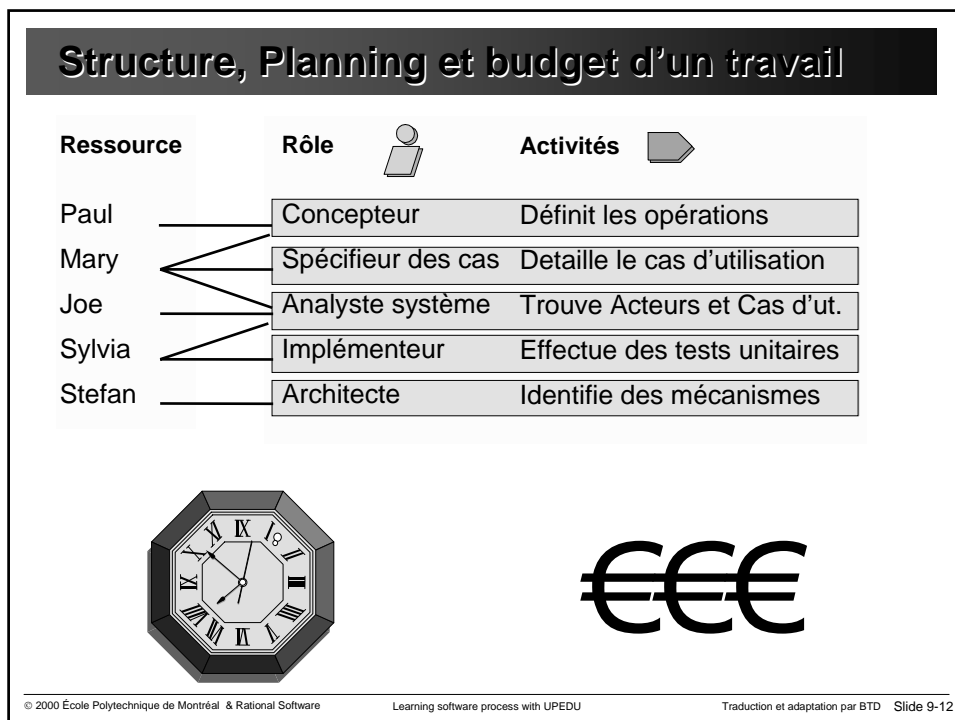 Structure, Planning et budget d'un travail
Ressource Rôle Activités
Paul Concepteur Définit les opérations
Mary Spécifieur des cas Detaille le cas d'utilisation
Joe Analyste système Trouve Acteurs et Cas d'ut.
Sylvia Implémenteur Effectue des tests unitaires
Stefan Architecte Identifie des mécanismes
€€€
© 2000 École Polytechnique de Montréal & Rational Software Learning software process with UPEDU Traduction et adaptation par BTD Slide 9-12